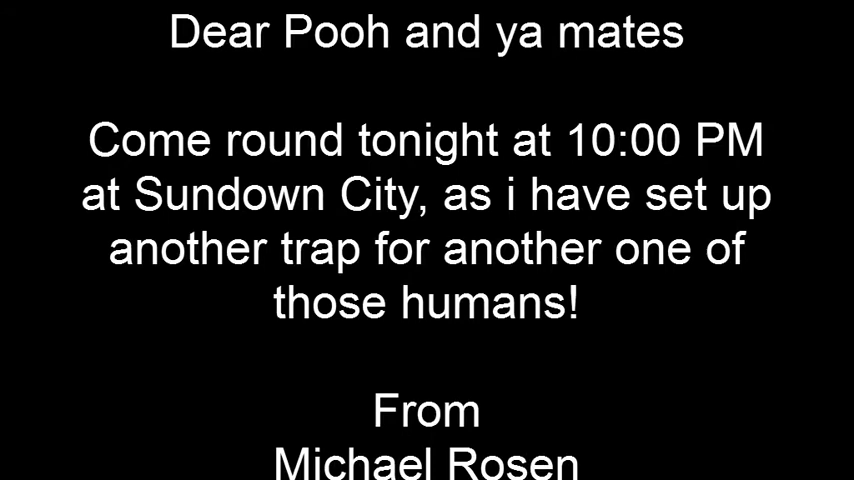 Dear Pooh and ya mates
Come round tonight at 10:00 PM
at Sundown City, as i have set up
another trap for another one of
those humans!
From
Michael Rosen